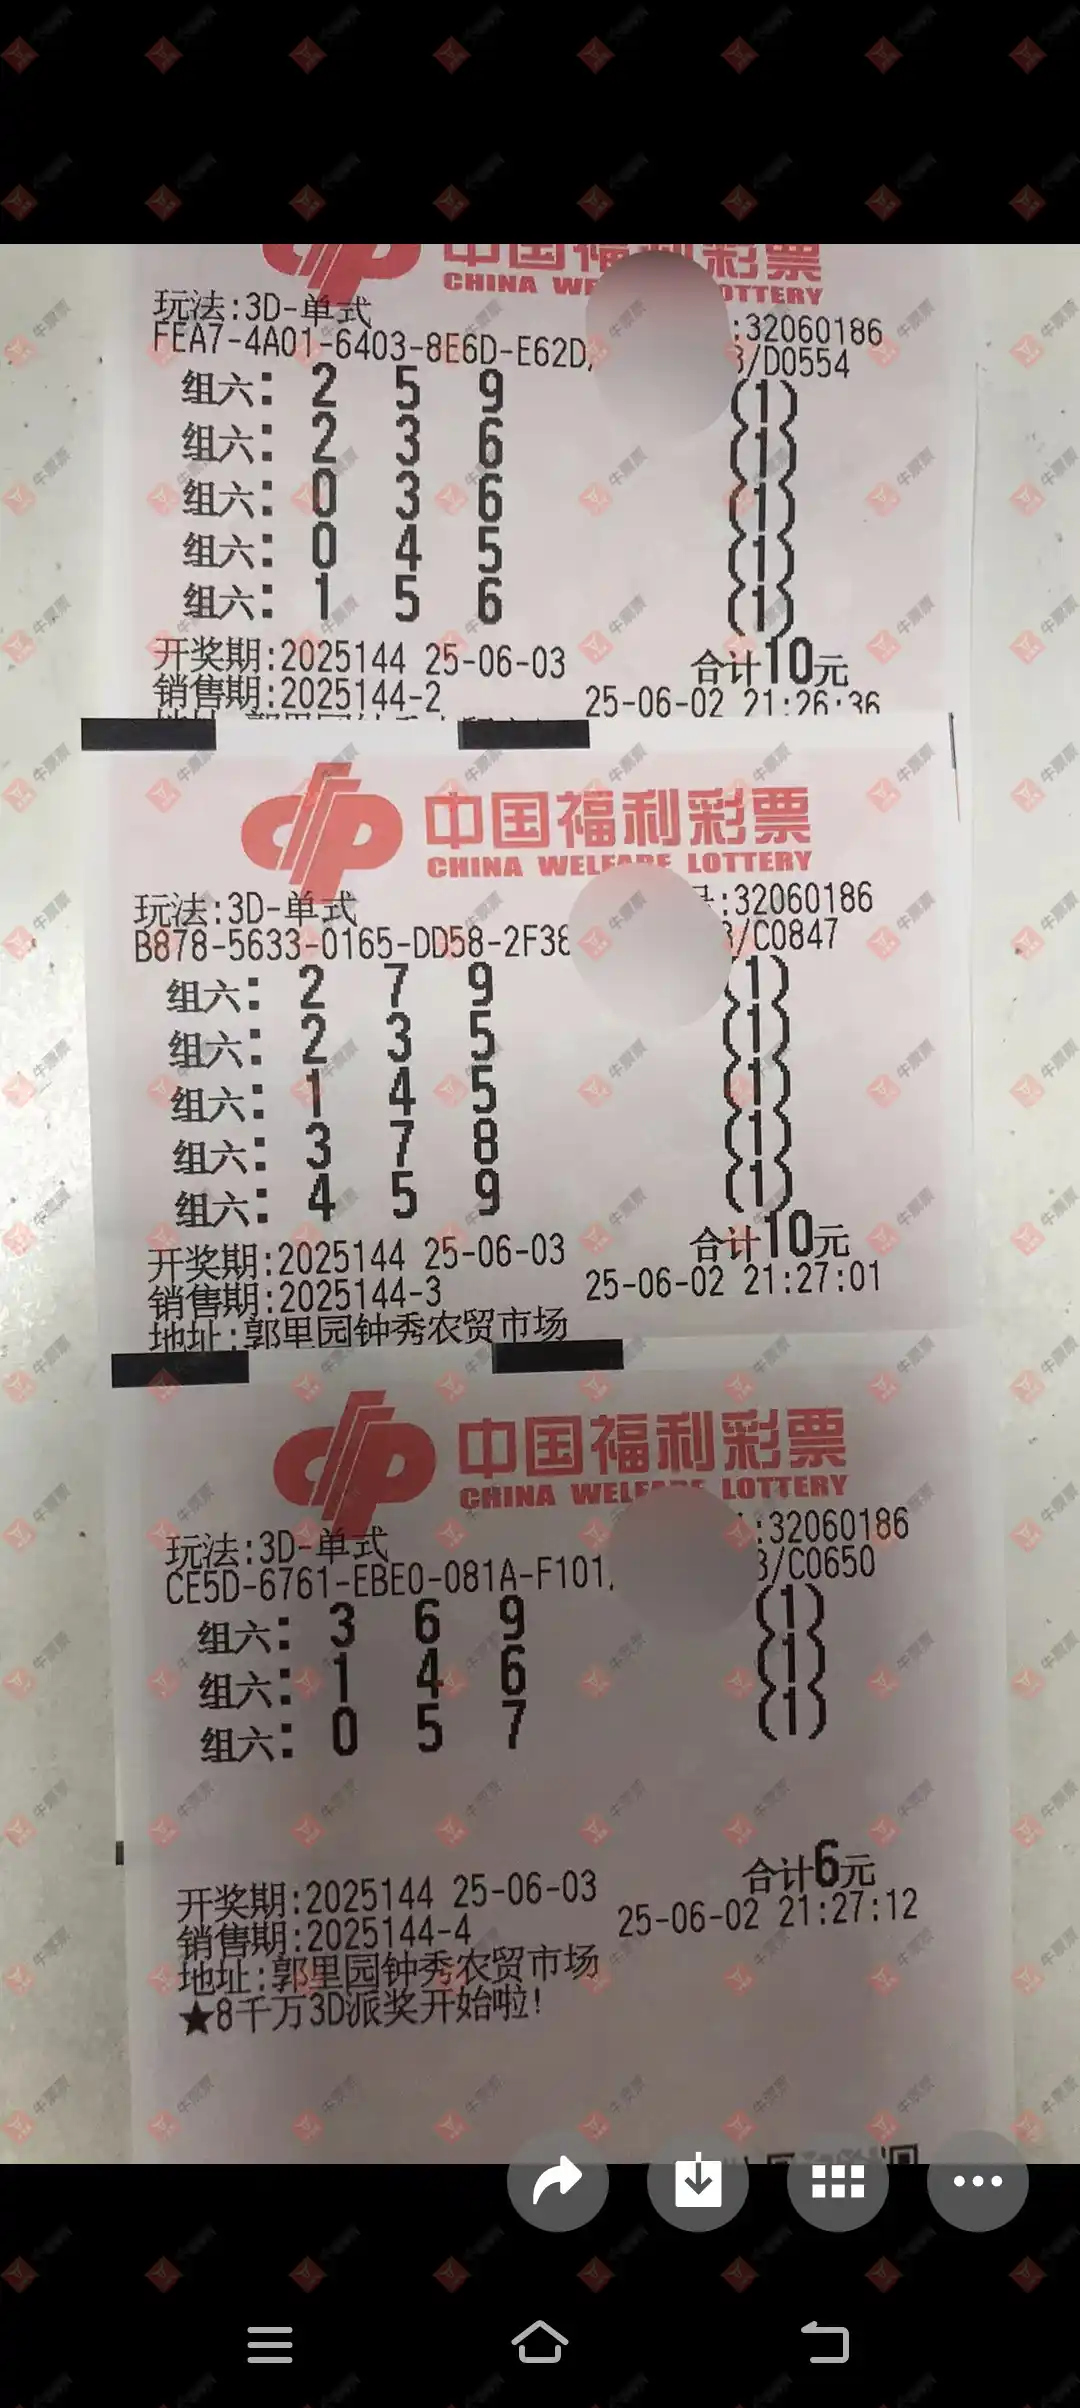 中国福利彩票
CHINA WE OTTERY
玩法:3D-单式 :32060186
FEA7-4A01-6403-8E6D-E62D, /D0554
组六: 2 5 9 (1)
组六: 2 3 6 (1)
组六: 0 3 6 (1)
组六: 0 4 5 (1)
组六: 1 5 6 (1)
开奖期:2025144 25-06-03 合计10元
销售期:2025144-2 25-06-02 21:26:36
中国福利彩票
CHINA WELFARE LOTTERY
玩法:3D-单式 :32060186
B878-5633-0165-DD58-2F38 /C0847
组六: 2 7 9 (1)
组六: 2 3 5 (1)
组六: 1 4 5 (1)
组六: 3 7 8 (1)
组六: 4 5 9 (1)
开奖期:2025144 25-06-03 合计10元
销售期:2025144-3 25-06-02 21:27:01
地址:郭里园钟秀农贸市场
中国福利彩票
CHINA WELFARE LOTTERY
玩法:3D-单式 :32060186
CE5D-6761-EBE0-081A-F101, /C0650
组六: 3 6 9 (1)
组六: 1 4 6 (1)
组六: 0 5 7 (1)
合计6元
开奖期:2025144 25-06-03
销售期:2025144-4 25-06-02 21:27:12
地址:郭里园钟秀农贸市场
★8千万3D派奖开始啦!